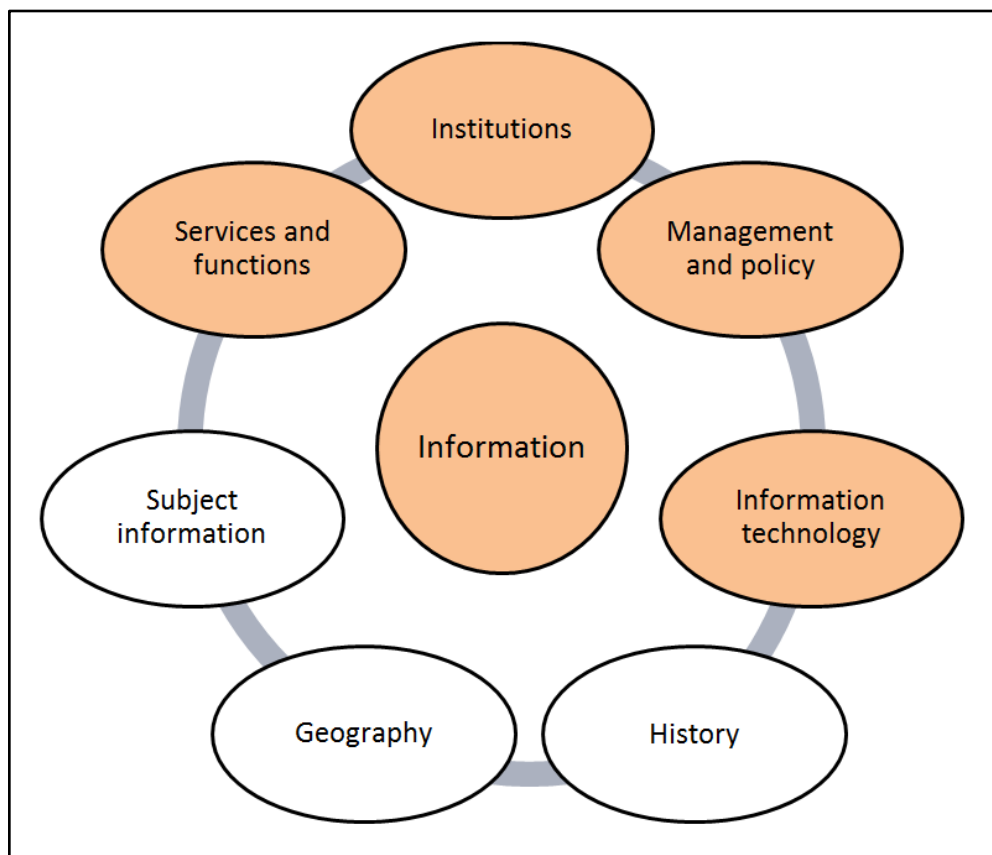 Institutions
Services and
functions
Management
and policy
Information
Subject
information
Information
technology
Geography
History